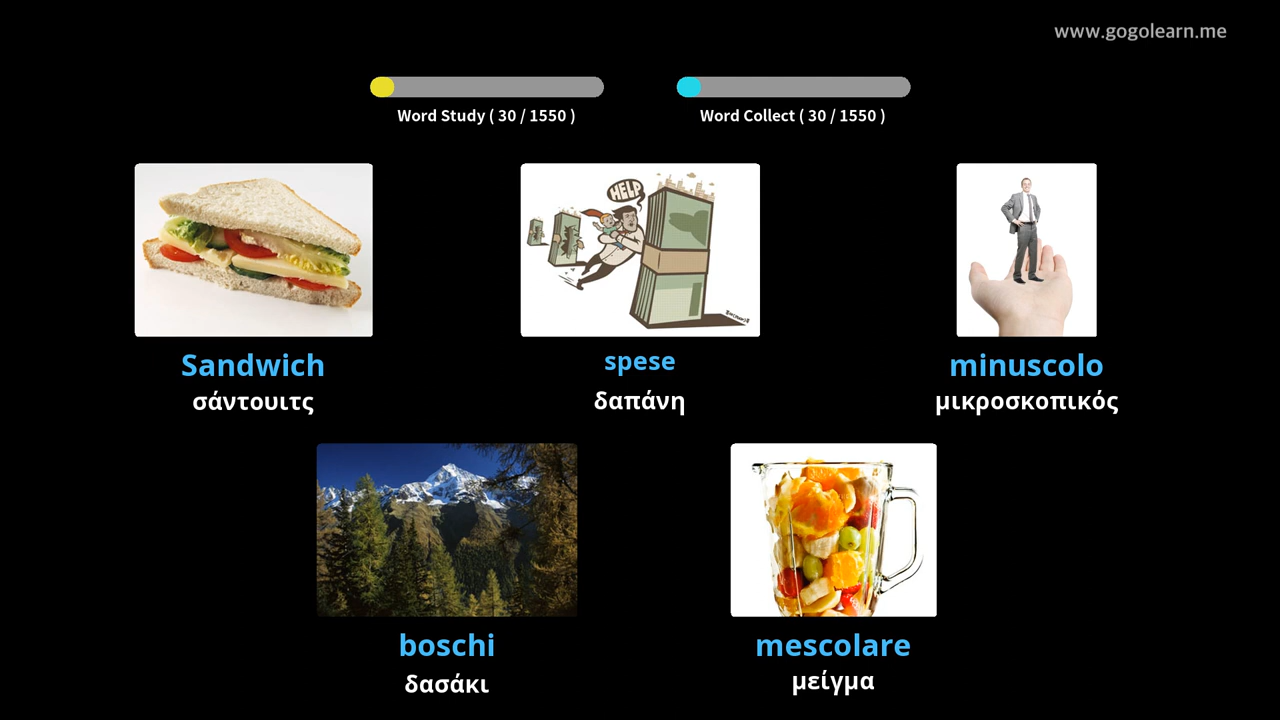 www.gogolearn.me
Word Study ( 30 / 1550 )
Word Collect ( 30 / 1550 )
HELP
Sandwich
σάντουιτς
spese
δαπάνη
minuscolo
μικροσκοπικός
boschi
δασάκι
mescolare
μείγμα